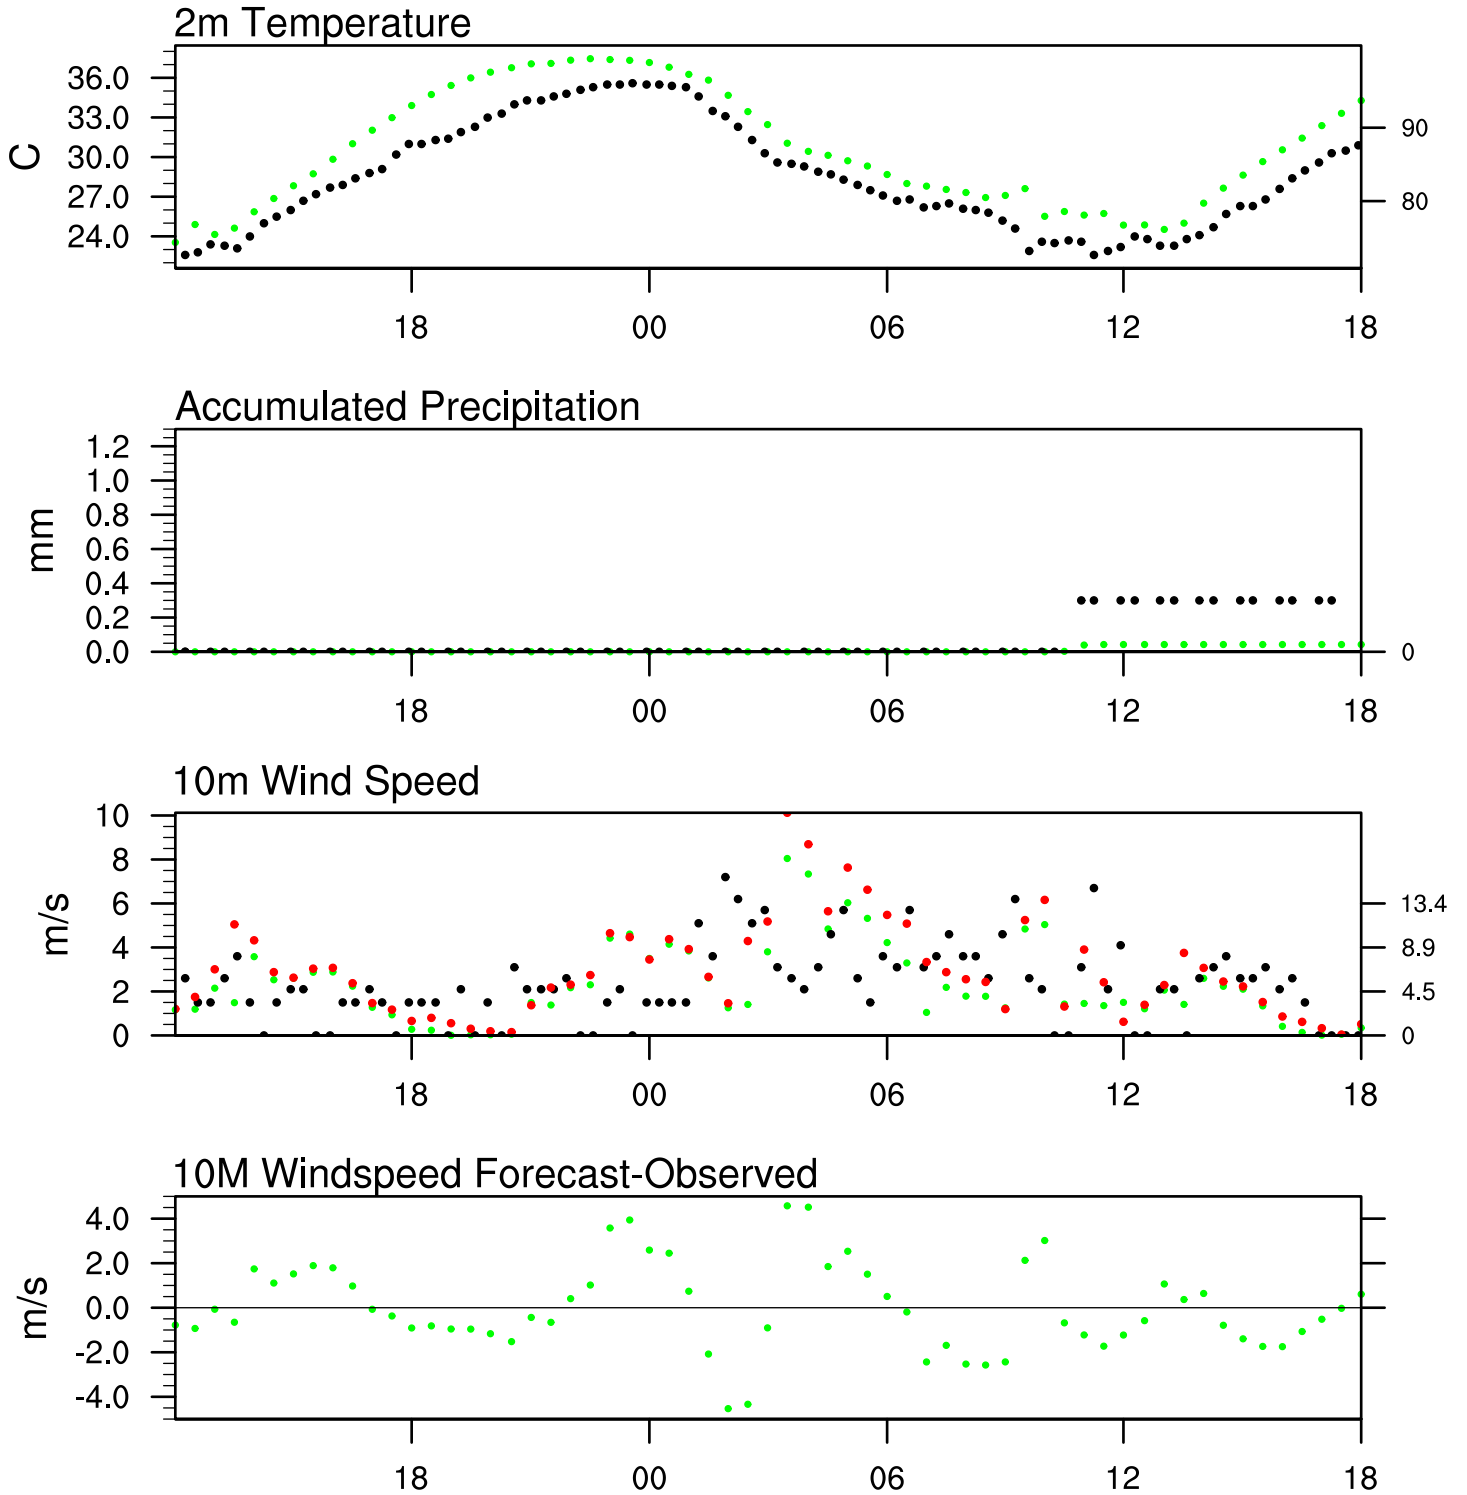 2m Temperature
36.0
33.0
30.0
27.0
24.0
C
90
80
18 00 06 12 18
Accumulated Precipitation
1.2
1.0
0.8
0.6
0.4
0.2
0.0
mm
0
18 00 06 12 18
10m Wind Speed
10
8
6
4
2
0
m/s
13.4
8.9
4.5
0
18 00 06 12 18
10M Windspeed Forecast-Observed
4.0
2.0
0.0
-2.0
-4.0
m/s
18 00 06 12 18